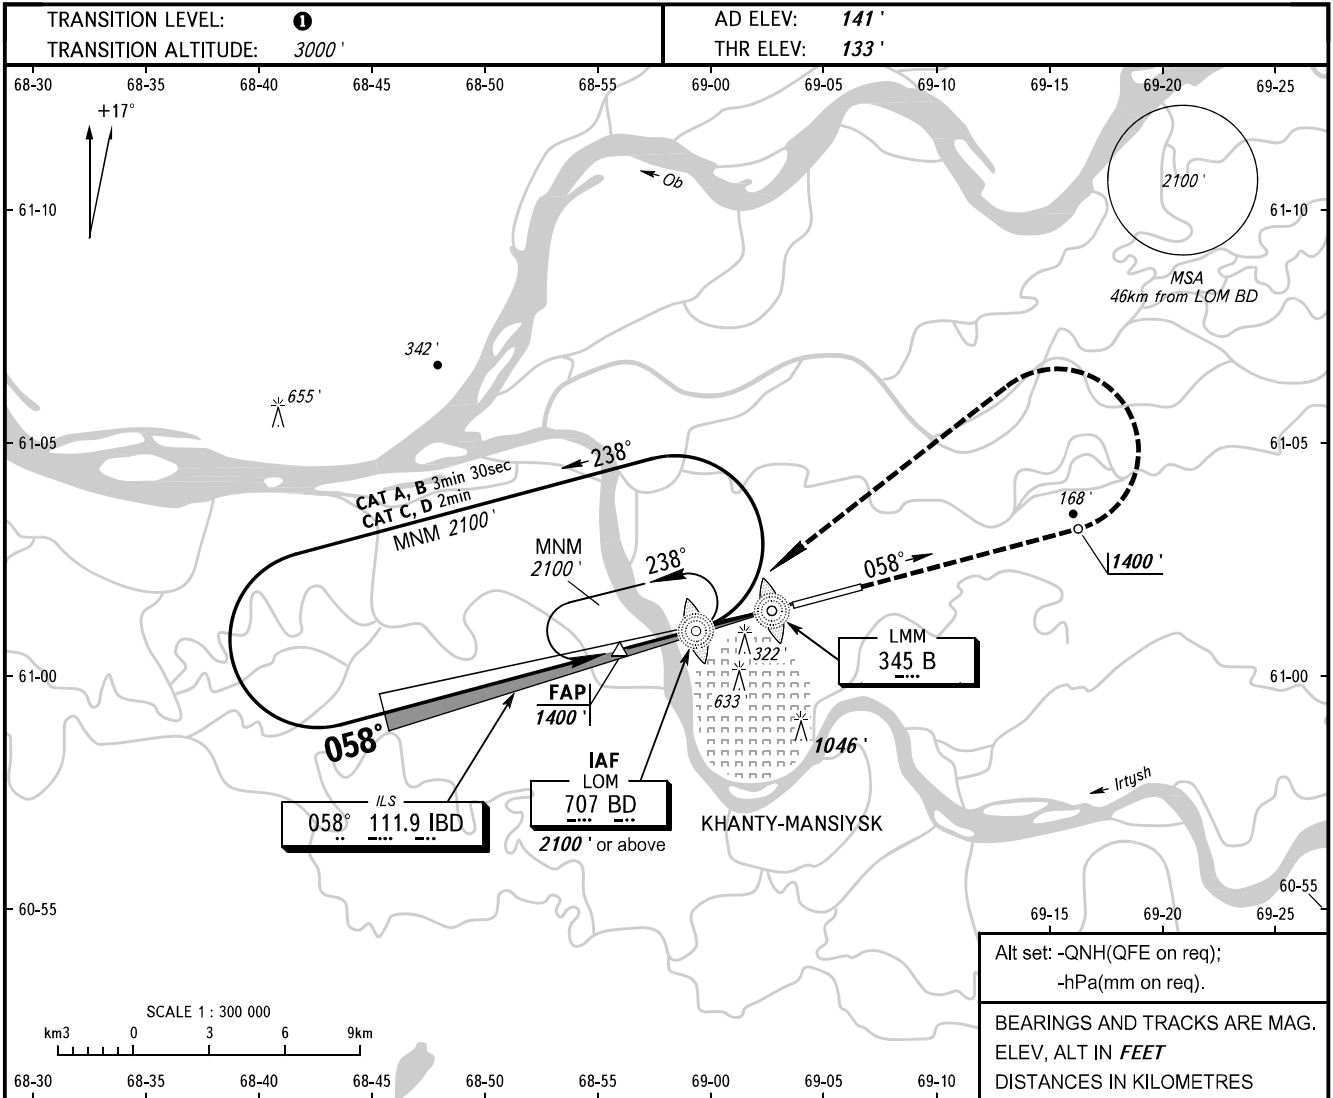 TRANSITION LEVEL: 1
TRANSITION ALTITUDE: 3000 '
AD ELEV: 141 '
THR ELEV: 133 '
68-30 68-35 68-40 68-45 68-50 68-55 69-00 69-05 69-10 69-15 69-20 69-25
+17°
2100 '
MSA
46km from LOM BD
Ob
61-10 61-10
342 '
655 '
61-05 61-05
238°
CAT A, B 3min 30sec
CAT C, D 2min
MNM 2100 '
MNM
2100 '
238°
168 '
058°
1400 '
LMM
345 B
322 '
633 '
1046 '
61-00 61-00
FAP
1400 '
058°
IAF
LOM
707 BD
2100 ' or above
ILS
058° 111.9 IBD
KHANTY-MANSIYSK
Irtysh
60-55 60-55
69-15 69-20 69-25
Alt set: -QNH(QFE on req);
-hPa(mm on req).
BEARINGS AND TRACKS ARE MAG.
ELEV, ALT IN FEET
DISTANCES IN KILOMETRES
SCALE 1 : 300 000
km3 0 3 6 9km
68-30 68-35 68-40 68-45 68-50 68-55 69-00 69-05 69-10